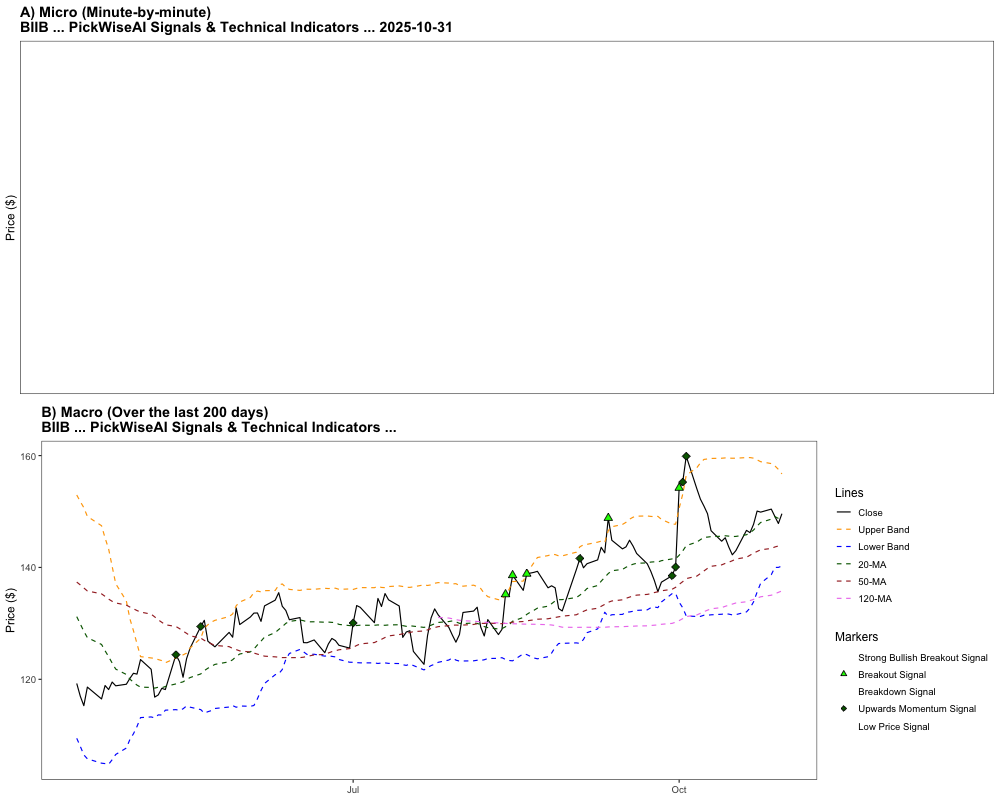 A) Micro (Minute-by-minute)
BIIB ... PickWiseAI Signals & Technical Indicators ... 2025-10-31
Price ($)
B) Macro (Over the last 200 days)
BIIB ... PickWiseAI Signals & Technical Indicators ...
Price ($)
160
140
120
Jul
Oct
Lines
Close
Upper Band
Lower Band
20-MA
50-MA
120-MA
Markers
Strong Bullish Breakout Signal
Breakout Signal
Breakdown Signal
Upwards Momentum Signal
Low Price Signal